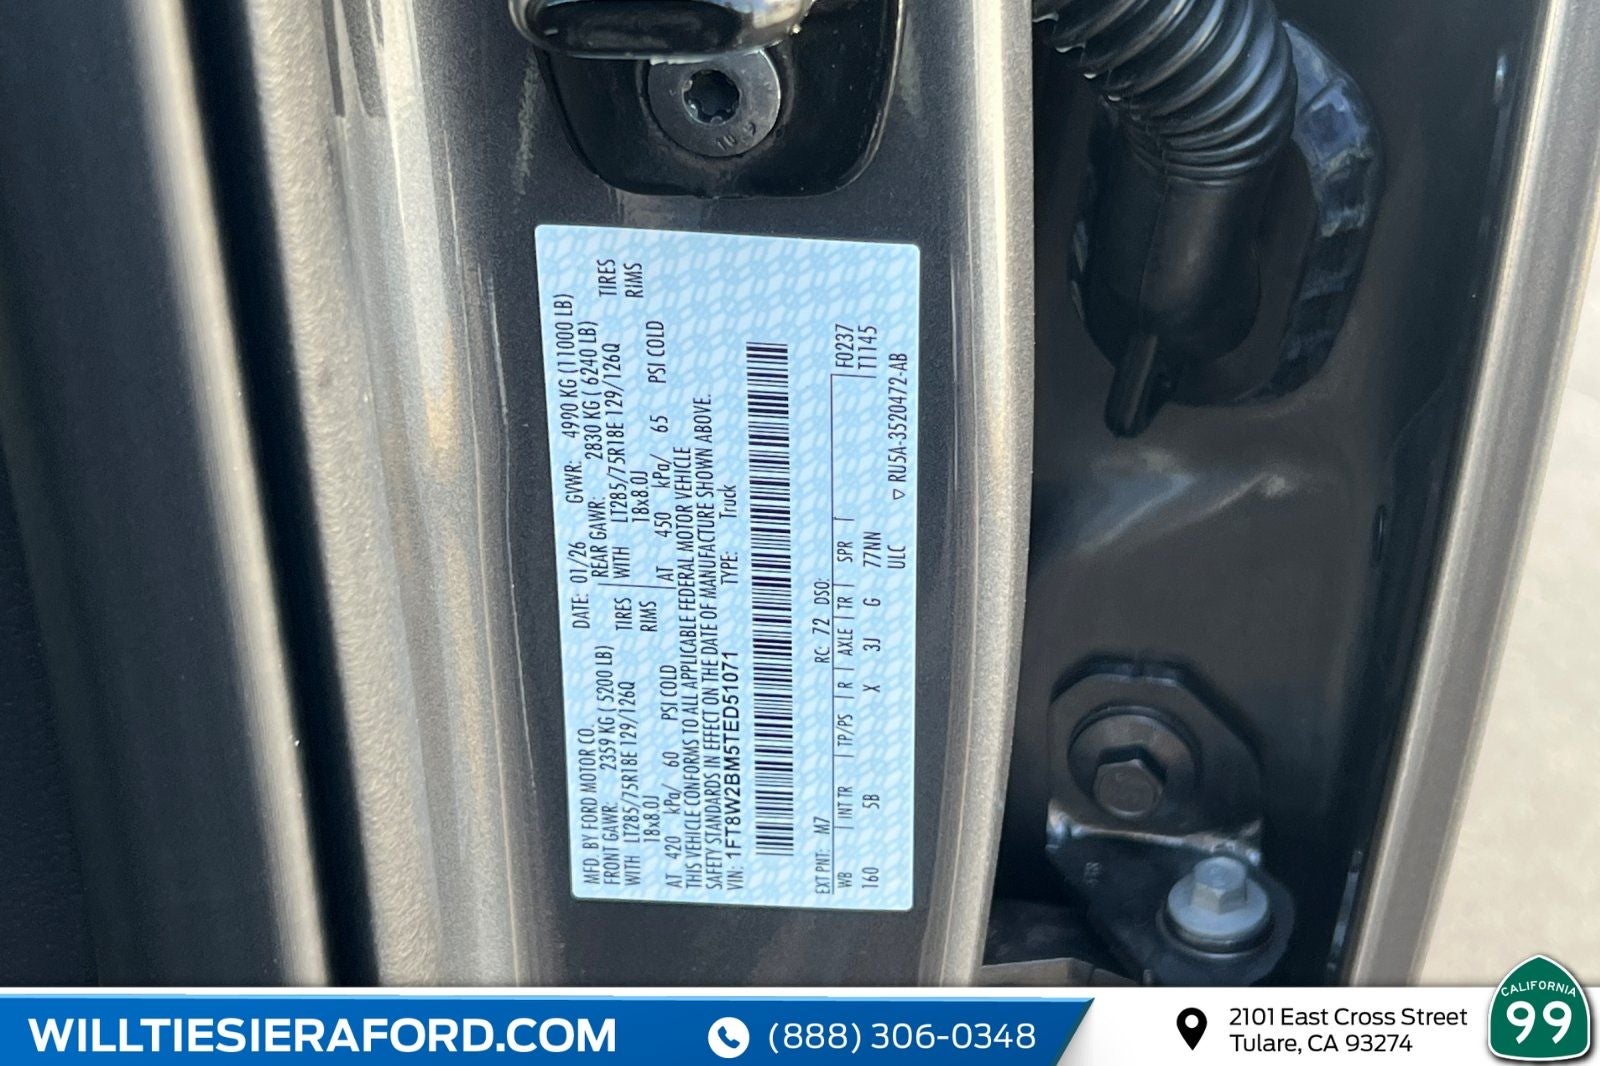 10.9
MFD. BY FORD MOTOR CO. DATE: 01/26 GVWR: 4990 KG (11000 LB)
FRONT GAWR: 2359 KG ( 5200 LB) REAR GAWR: 2830 KG ( 6240 LB)
WITH LT285/75R18E 129/126Q TIRES WITH LT285/75R18E 129/126Q TIRES
18x8.0J RIMS 18x8.0J RIMS
AT 420 kPa/ 60 PSI COLD AT 450 kPa/ 65 PSI COLD
THIS VEHICLE CONFORMS TO ALL APPLICABLE FEDERAL MOTOR VEHICLE
SAFETY STANDARDS IN EFFECT ON THE DATE OF MANUFACTURE SHOWN ABOVE.
VIN: 1FT8W2BM5TED51071 TYPE: Truck
EXT PNT: M7 RC: 72 DSO: F0237
WB INT TR TP/PS R AXLE TR SPR T1145
160 5B X 3J G 77NN
ULC ▽ RU5A-3520472-AB
WILLTIESIERAFORD.COM
(888) 306-0348
2101 East Cross Street
Tulare, CA 93274
CALIFORNIA
99